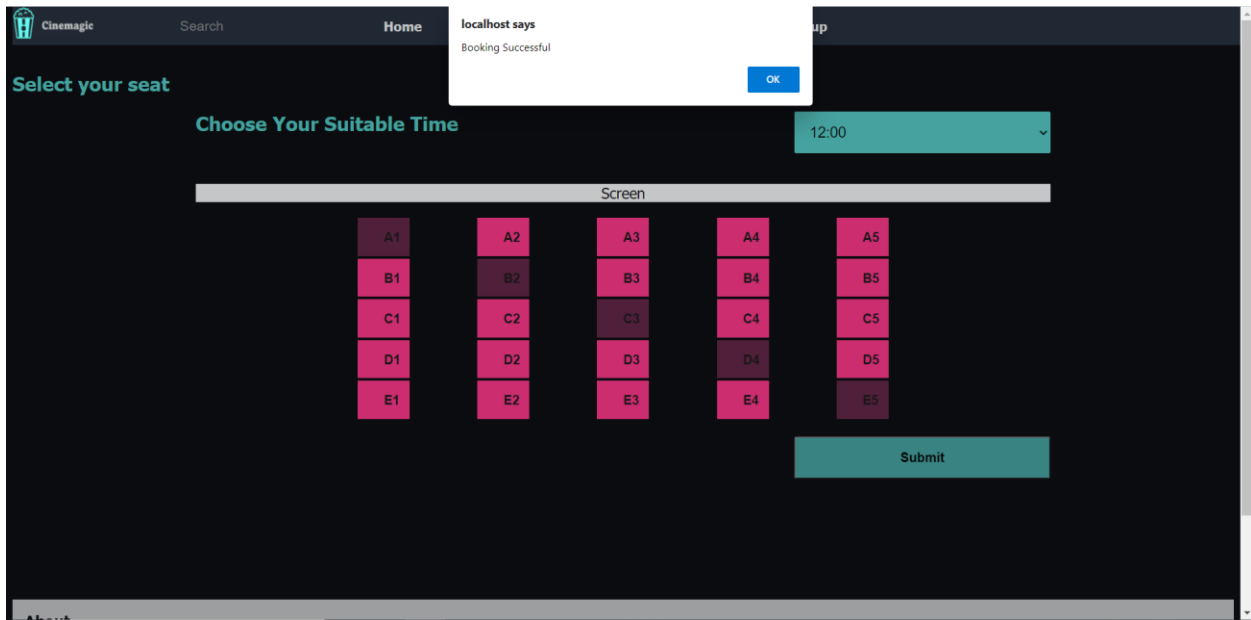 Cinemagic Search Home up
localhost says
Booking Successful
OK
Select your seat
Choose Your Suitable Time 12:00
Screen
A1 A2 A3 A4 A5
B1 B2 B3 B4 B5
C1 C2 C3 C4 C5
D1 D2 D3 D4 D5
E1 E2 E3 E4 E5
Submit
About